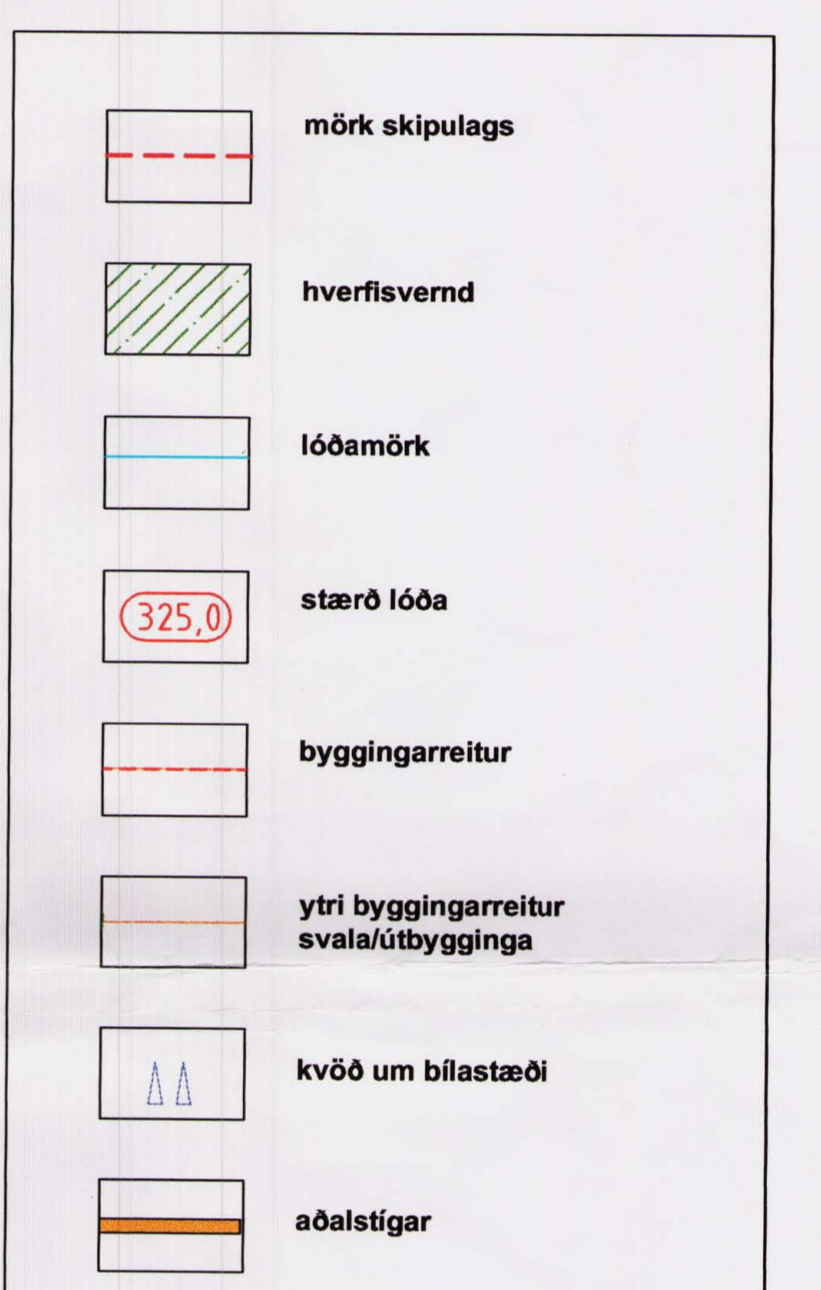 mörk skipulags
hverfisvernd
lóðamörk
325,0
stærð lóða
byggingarreitur
ytri byggingarreitur
svala/útbygginga
kvöð um bílastæði
aðalstígar